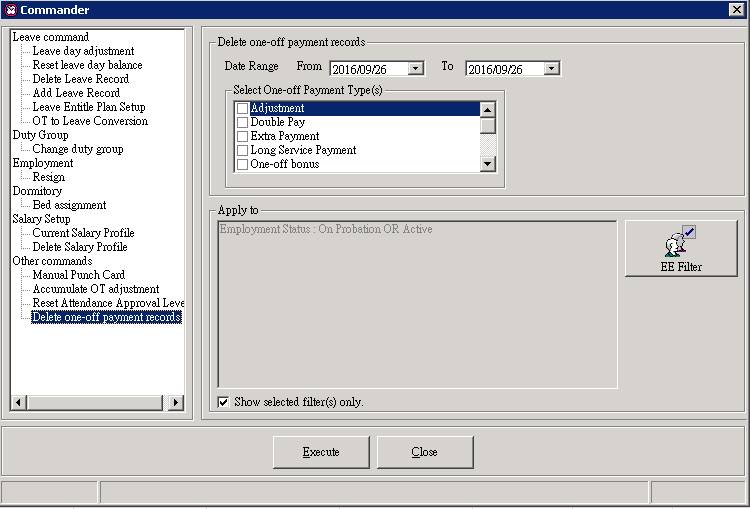 Commander
Leave command
Leave day adjustment
Reset leave day balance
Delete Leave Record
Add Leave Record
Leave Entitle Plan Setup
OT to Leave Conversion
Duty Group
Change duty group
Employment
Resign
Dormitory
Bed assignment
Salary Setup
Current Salary Profile
Delete Salary Profile
Other commands
Manual Punch Card
Accumulate OT adjustment
Reset Attendance Approval Leve
Delete one-off payment records
Delete one-off payment records
Date Range From 2016/09/26 To 2016/09/26
Select One-off Payment Type(s)
Adjustment
Double Pay
Extra Payment
Long Service Payment
One-off bonus
Apply to
Employment Status : On Probation OR Active
EE Filter
Show selected filter(s) only.
Execute Close